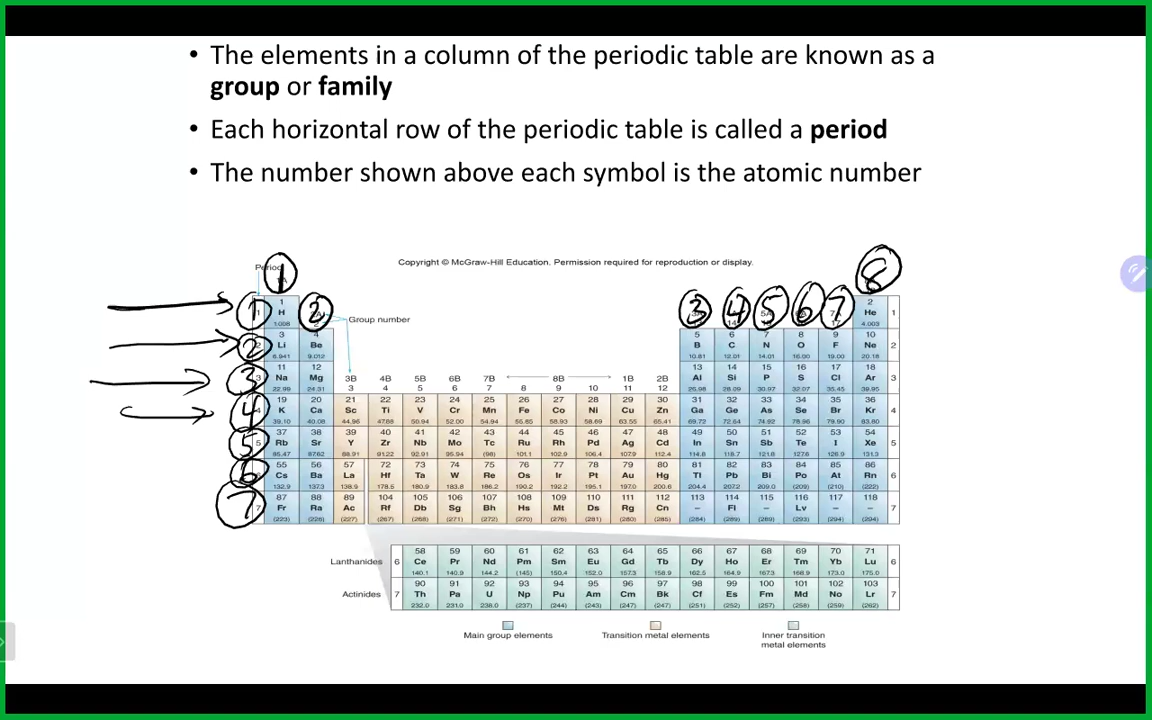 • The elements in a column of the periodic table are known as a
group or family
• Each horizontal row of the periodic table is called a period
• The number shown above each symbol is the atomic number
Copyright © McGraw-Hill Education. Permission required for reproduction or display.
Period
1 8
1 2 3 4 5 6 7
Group number
1 2
H He 1
1.008 4.003
3 4 5 6 7 8 9 10
2 Li Be B C N O F Ne 2
6.941 9.012 10.81 12.01 14.01 16.00 19.00 20.18
11 12 13 14 15 16 17 18
3 Na Mg 3B 4B 5B 6B 7B 8B 1B 2B Al Si P S Cl Ar 3
22.99 24.31 3 4 5 6 7 8 9 10 11 12 26.98 28.09 30.97 32.07 35.45 39.95
19 20 21 22 23 24 25 26 27 28 29 30 31 32 33 34 35 36
4 K Ca Sc Ti V Cr Mn Fe Co Ni Cu Zn Ga Ge As Se Br Kr 4
39.10 40.08 44.96 47.88 50.94 52.00 54.94 55.85 58.93 58.69 63.55 65.41 69.72 72.64 74.92 78.96 79.90 83.80
37 38 39 40 41 42 43 44 45 46 47 48 49 50 51 52 53 54
5 Rb Sr Y Zr Nb Mo Tc Ru Rh Pd Ag Cd In Sn Sb Te I Xe 5
85.47 87.62 88.91 91.22 92.91 95.94 (98) 101.1 102.9 106.4 107.9 112.4 114.8 118.7 121.8 127.6 126.9 131.3
55 56 57 72 73 74 75 76 77 78 79 80 81 82 83 84 85 86
6 Cs Ba La Hf Ta W Re Os Ir Pt Au Hg Tl Pb Bi Po At Rn 6
132.9 137.3 138.9 178.5 180.9 183.8 186.2 190.2 192.2 195.1 197.0 200.6 204.4 207.2 209.0 (209) (210) (222)
87 88 89 104 105 106 107 108 109 110 111 112 113 114 115 116 117 118
7 Fr Ra Ac Rf Db Sg Bh Hs Mt Ds Rg Cn – Fl – Lv – – 7
(223) (226) (227) (267) (268) (271) (272) (270) (276) (281) (280) (285) (284) (289) (288) (293) (294) (294)
58 59 60 61 62 63 64 65 66 67 68 69 70 71
Lanthanides 6 Ce Pr Nd Pm Sm Eu Gd Tb Dy Ho Er Tm Yb Lu 6
140.1 140.9 144.2 (145) 150.4 152.0 157.3 158.9 162.5 164.9 167.3 168.9 173.0 175.0
90 91 92 93 94 95 96 97 98 99 100 101 102 103
Actinides 7 Th Pa U Np Pu Am Cm Bk Cf Es Fm Md No Lr 7
232.0 231.0 238.0 (237) (244) (243) (247) (247) (251) (252) (257) (258) (259) (262)
Main group elements Transition metal elements Inner transition
metal elements